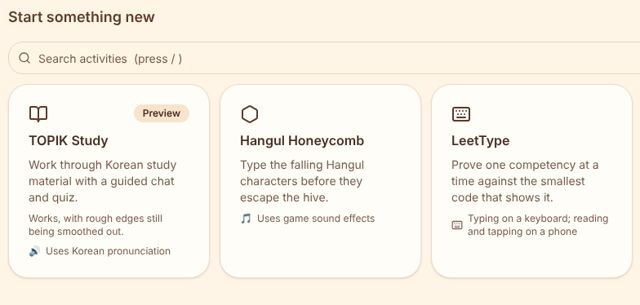 Start something new
Search activities (press / )
Preview
TOPIK Study
Work through Korean study
material with a guided chat
and quiz.
Works, with rough edges still
being smoothed out.
Uses Korean pronunciation
Hangul Honeycomb
Type the falling Hangul
characters before they
escape the hive.
Uses game sound effects
LeetType
Prove one competency at a
time against the smallest
code that shows it.
Typing on a keyboard; reading
and tapping on a phone